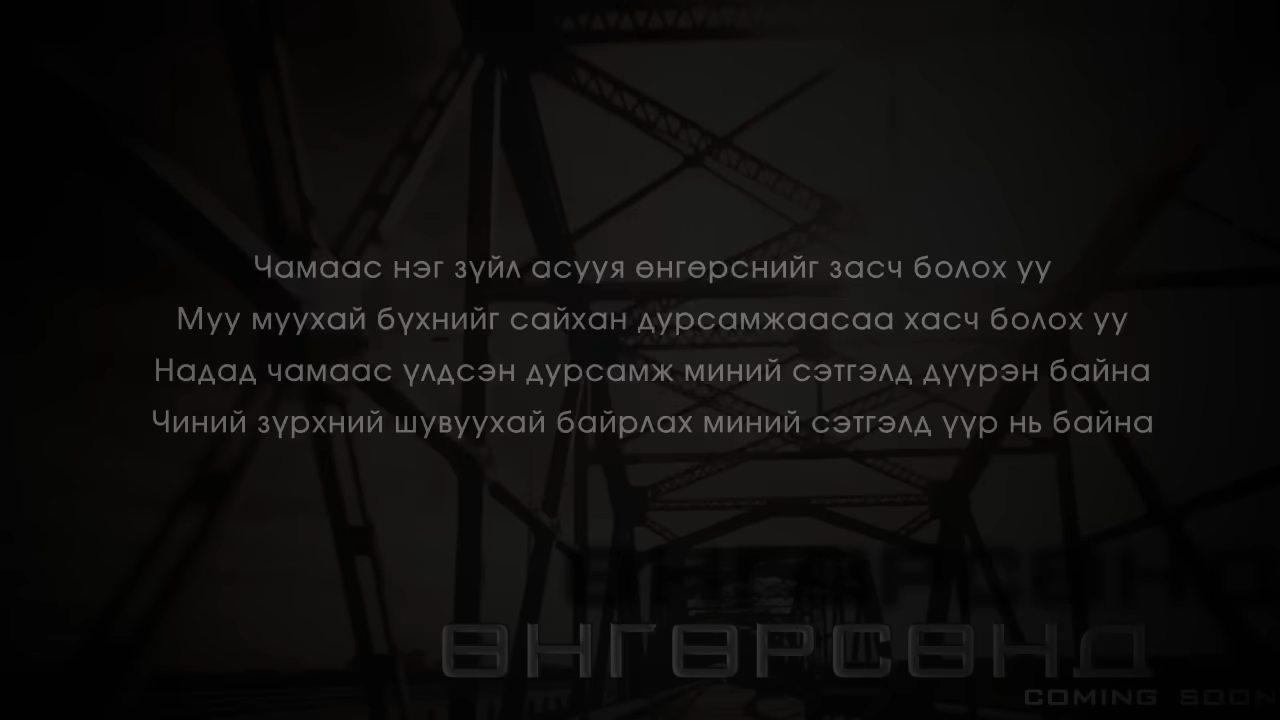 Чамаас нэг зүйл асууя өнгөрснийг засч болох уу
Муу муухай бүхнийг сайхан дурсамжаасаа хасч болох уу
Надад чамаас үлдсэн дурсамж миний сэтгэлд дүүрэн байна
Чиний зүрхний шувуухай байрлах миний сэтгэлд үүр нь байна
ӨНГӨРСӨНД
COMING SOON